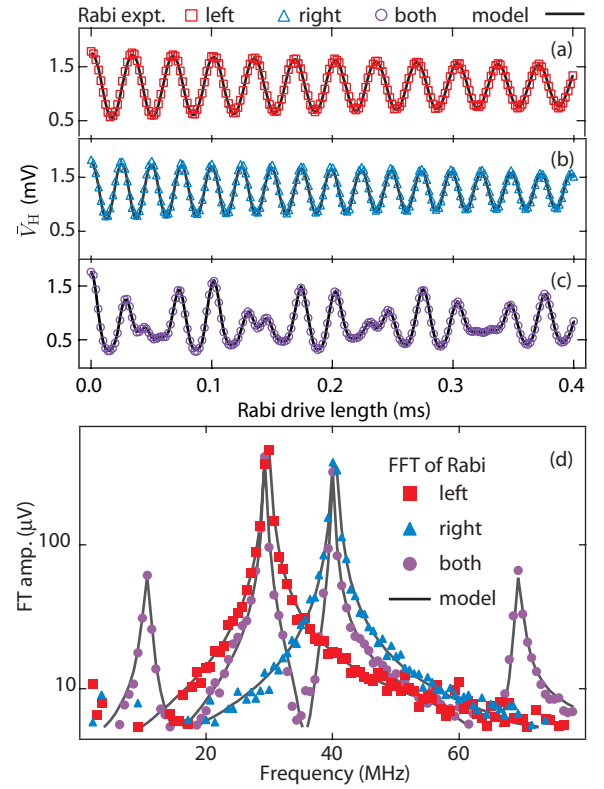 Rabi expt. left right both model
(a)
1.5
0.5
(b)
1.5
0.5
V̄H (mV)
(c)
1.5
0.5
0.0 0.1 0.2 0.3 0.4
Rabi drive length (ms)
(d)
FFT of Rabi
left
right
both
model
100
10
FT amp. (μV)
20 40 60
Frequency (MHz)